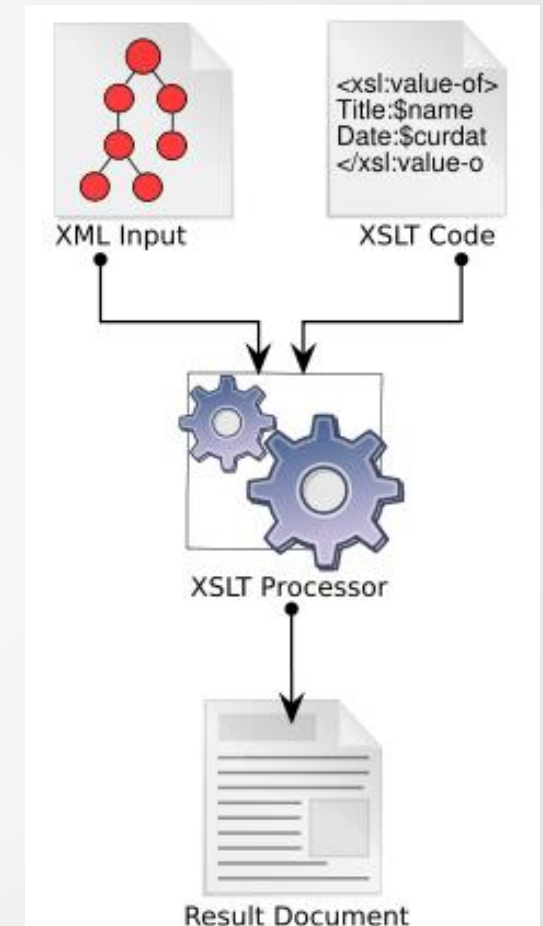 <xsl:value-of>
Title:$name
Date:$curdat
</xsl:value-o
XML Input
XSLT Code
XSLT Processor
Result Document